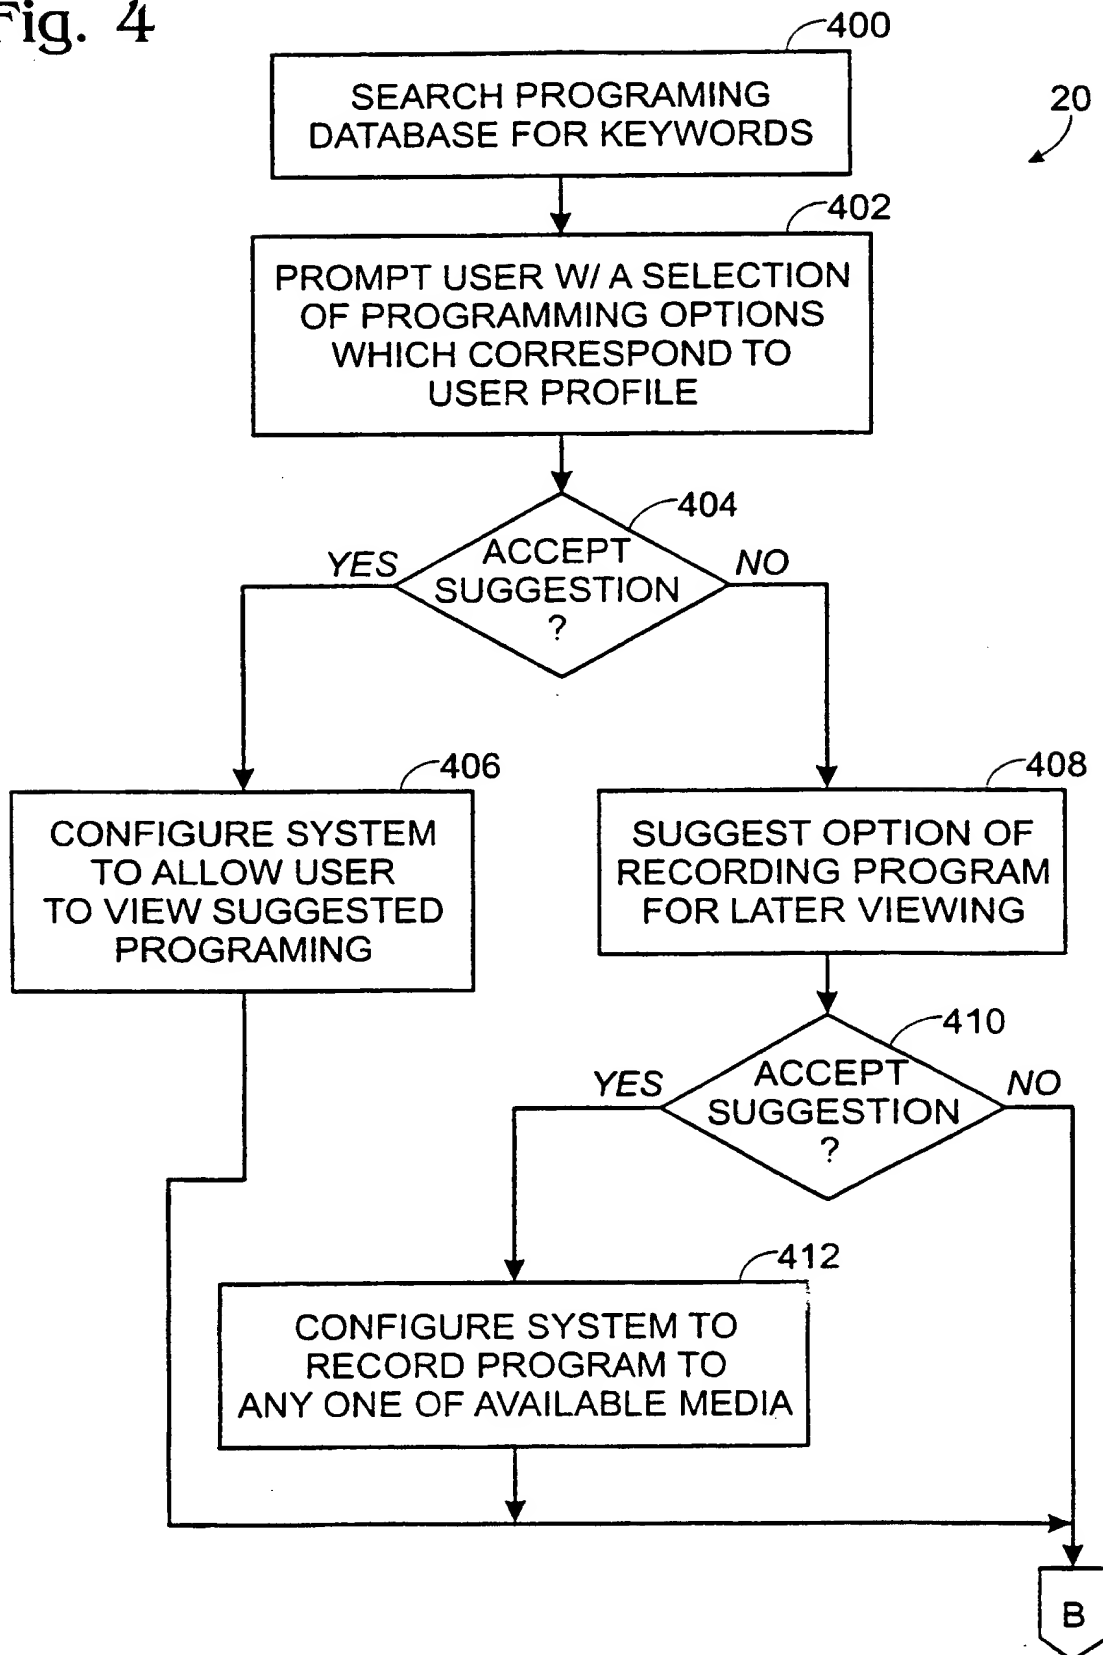 Fig. 4
400
SEARCH PROGRAMING
DATABASE FOR KEYWORDS
20
402
PROMPT USER W/ A SELECTION
OF PROGRAMMING OPTIONS
WHICH CORRESPOND TO
USER PROFILE
404
YES
ACCEPT
SUGGESTION
?
NO
406
CONFIGURE SYSTEM
TO ALLOW USER
TO VIEW SUGGESTED
PROGRAMING
408
SUGGEST OPTION OF
RECORDING PROGRAM
FOR LATER VIEWING
410
YES
ACCEPT
SUGGESTION
?
NO
412
CONFIGURE SYSTEM TO
RECORD PROGRAM TO
ANY ONE OF AVAILABLE MEDIA
B